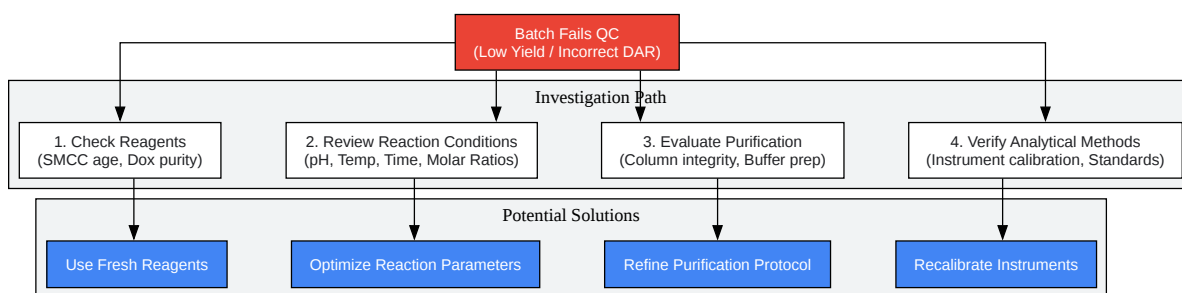 Batch Fails QC
(Low Yield / Incorrect DAR)
Investigation Path
1. Check Reagents
(SMCC age, Dox purity)
2. Review Reaction Conditions
(pH, Temp, Time, Molar Ratios)
3. Evaluate Purification
(Column integrity, Buffer prep)
4. Verify Analytical Methods
(Instrument calibration, Standards)
Potential Solutions
Use Fresh Reagents
Optimize Reaction Parameters
Refine Purification Protocol
Recalibrate Instruments